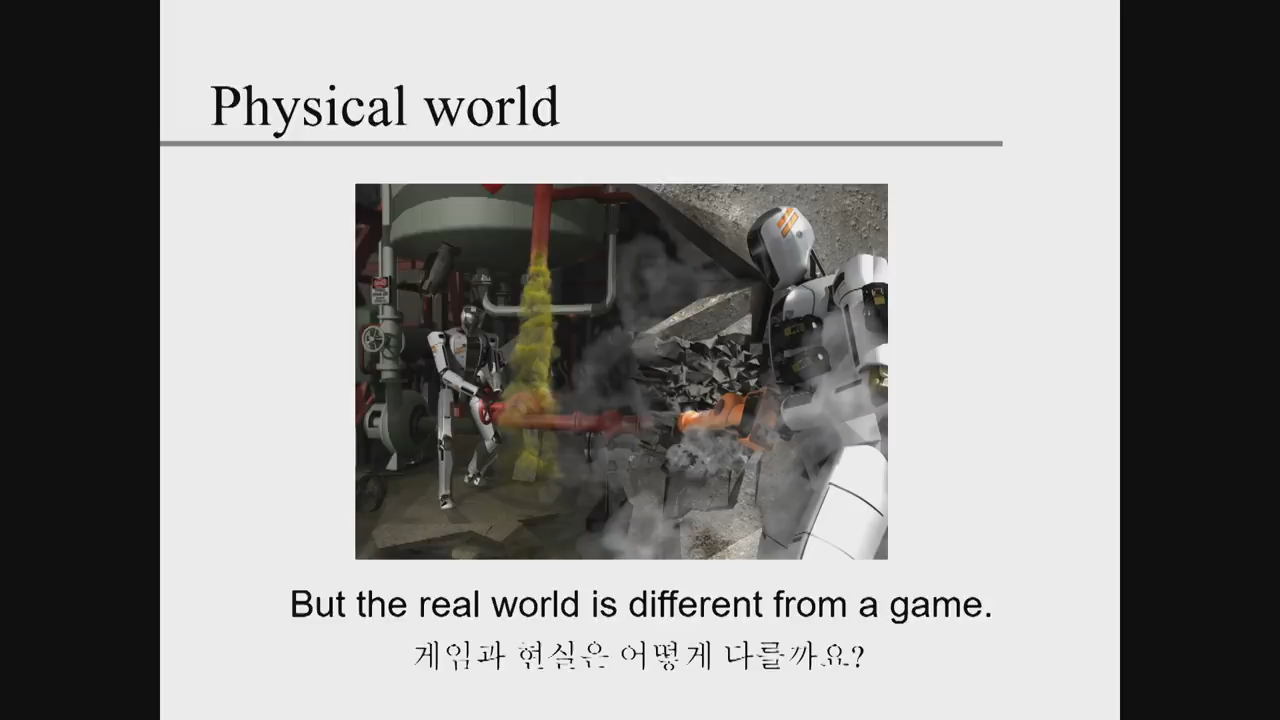 Physical world
But the real world is different from a game.
게임과 현실은 어떻게 다를까요?